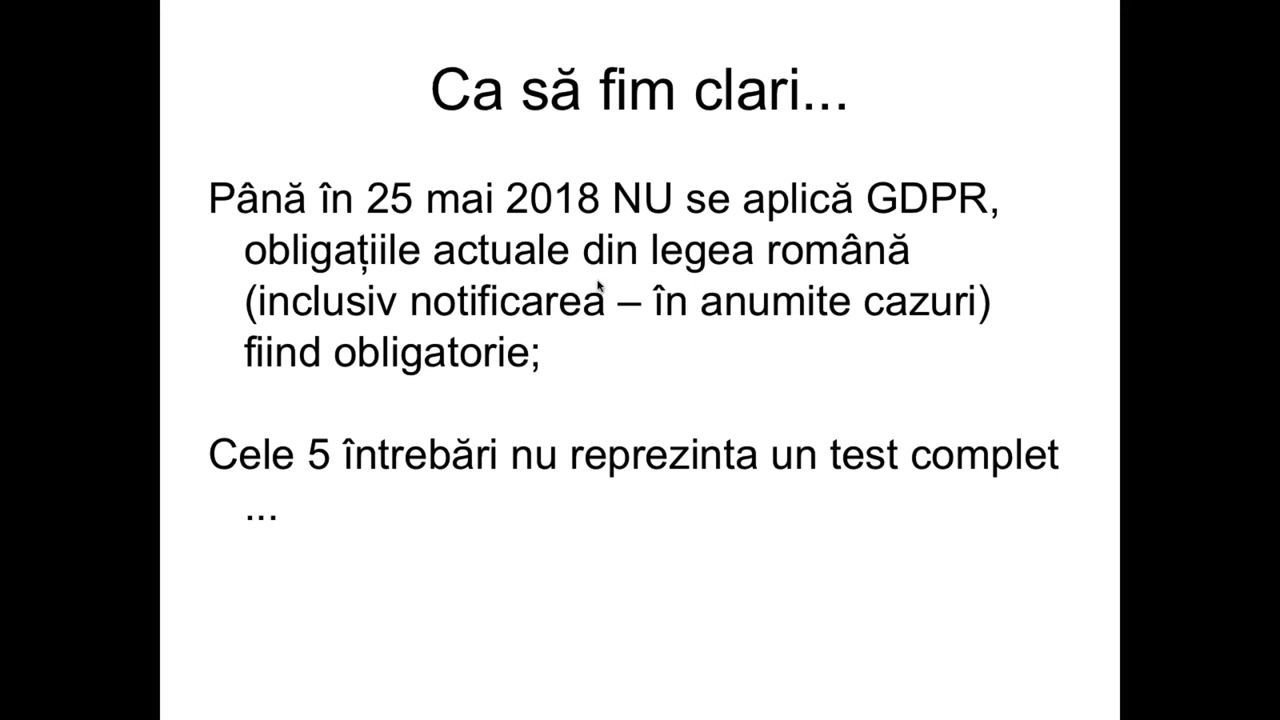 Ca să fim clari...
Până în 25 mai 2018 NU se aplică GDPR,
obligațiile actuale din legea română
(inclusiv notificarea – în anumite cazuri)
fiind obligatorie;
Cele 5 întrebări nu reprezinta un test complet
...